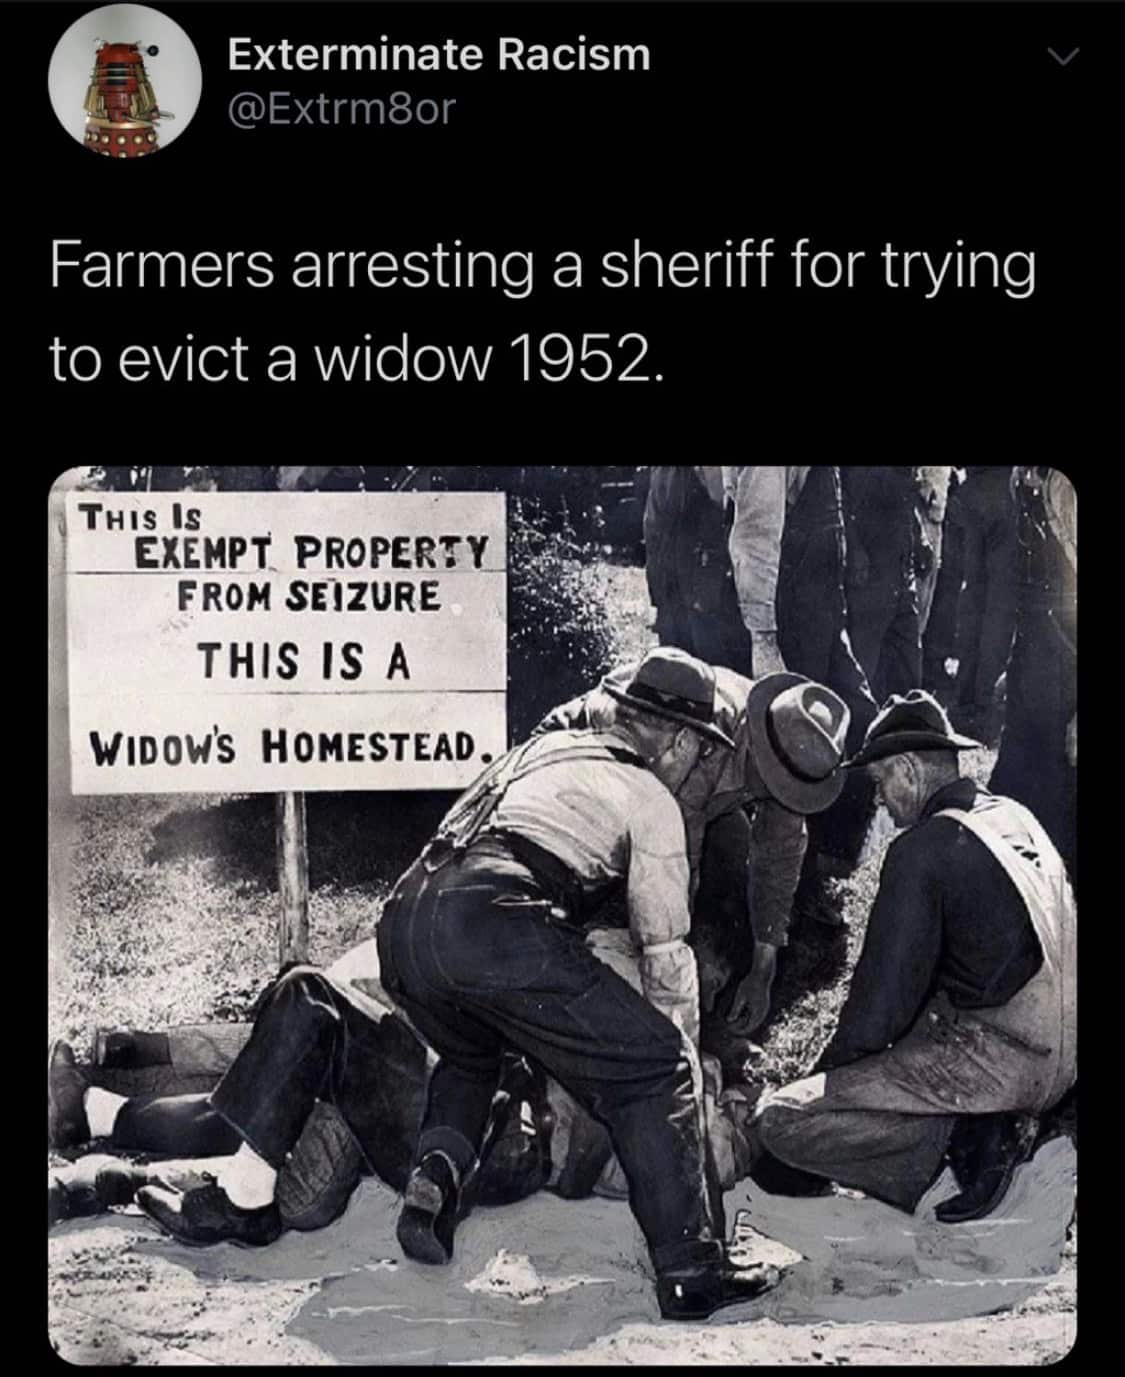 Exterminate Racism
@Extrm8or
Farmers arresting a sheriff for trying
to evict a widow 1952.
THIS IS
EXEMPT PROPERTY
FROM SEIZURE
THIS IS A
WIDOW'S HOMESTEAD.